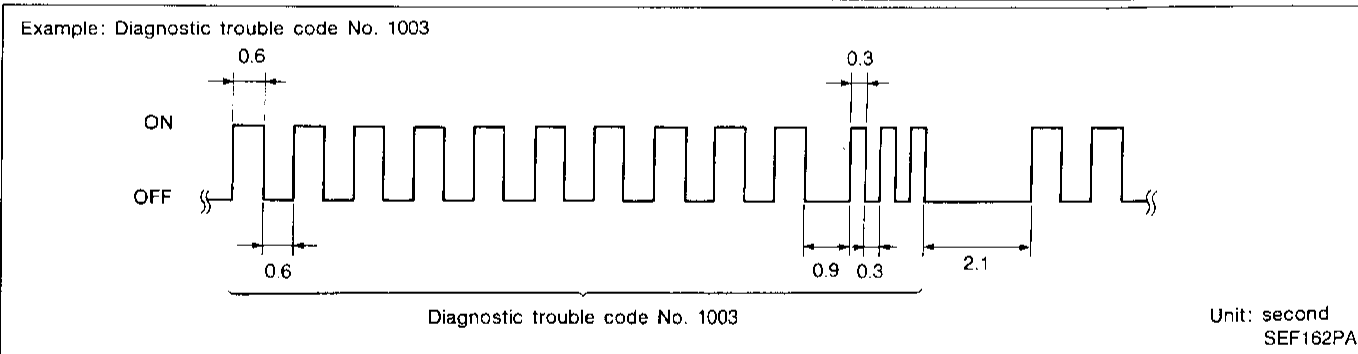 Example: Diagnostic trouble code No. 1003
0.6
0.3
ON
OFF
0.6
0.9
0.3
2.1
Diagnostic trouble code No. 1003
Unit: second
SEF162PA